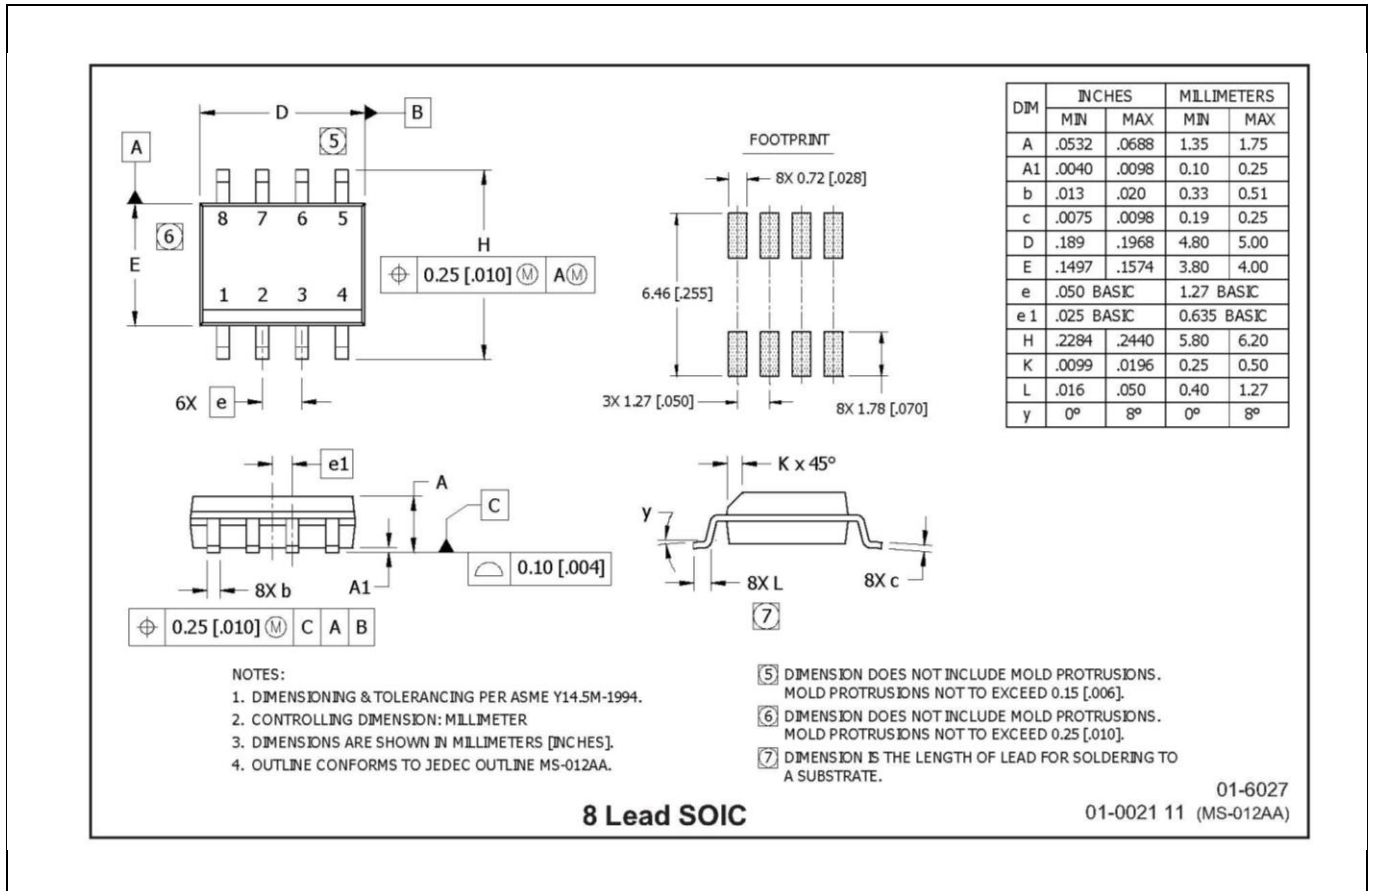 D
B
5
A
8 7 6 5
6
E
H
⌖ 0.25 [.010] Ⓜ A Ⓜ
1 2 3 4
6X e
FOOTPRINT
8X 0.72 [.028]
6.46 [.255]
3X 1.27 [.050]
8X 1.78 [.070]
DIM INCHES MILLIMETERS
MIN MAX MIN MAX
A .0532 .0688 1.35 1.75
A1 .0040 .0098 0.10 0.25
b .013 .020 0.33 0.51
c .0075 .0098 0.19 0.25
D .189 .1968 4.80 5.00
E .1497 .1574 3.80 4.00
e .050 BASIC 1.27 BASIC
e 1 .025 BASIC 0.635 BASIC
H .2284 .2440 5.80 6.20
K .0099 .0196 0.25 0.50
L .016 .050 0.40 1.27
y 0° 8° 0° 8°
e1
A
C
0.10 [.004]
8X b
A1
⌖ 0.25 [.010] Ⓜ C A B
K x 45°
y
8X L
7
8X c
NOTES:
1. DIMENSIONING & TOLERANCING PER ASME Y14.5M-1994.
2. CONTROLLING DIMENSION: MILLIMETER
3. DIMENSIONS ARE SHOWN IN MILLIMETERS [INCHES].
4. OUTLINE CONFORMS TO JEDEC OUTLINE MS-012AA.
5 DIMENSION DOES NOT INCLUDE MOLD PROTRUSIONS.
MOLD PROTRUSIONS NOT TO EXCEED 0.15 [.006].
6 DIMENSION DOES NOT INCLUDE MOLD PROTRUSIONS.
MOLD PROTRUSIONS NOT TO EXCEED 0.25 [.010].
7 DIMENSION IS THE LENGTH OF LEAD FOR SOLDERING TO
A SUBSTRATE.
8 Lead SOIC
01-6027
01-0021 11 (MS-012AA)